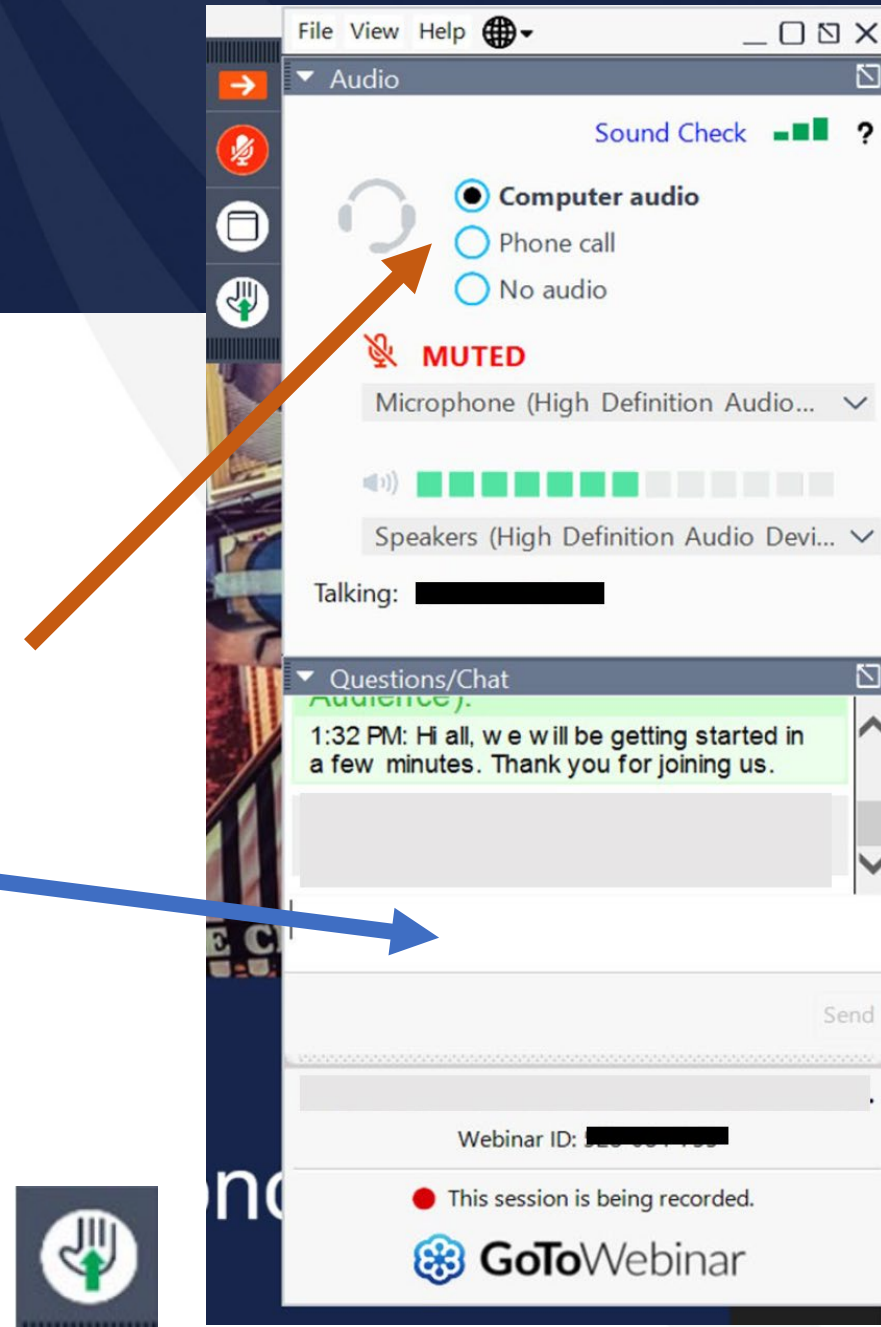 File View Help
Audio
Sound Check ?
Computer audio
Phone call
No audio
MUTED
Microphone (High Definition Audio...
Speakers (High Definition Audio Devi...
Talking:
Questions/Chat
Audience):
1:32 PM: Hi all, we will be getting started in
a few minutes. Thank you for joining us.
Send
Webinar ID:
This session is being recorded.
GoToWebinar